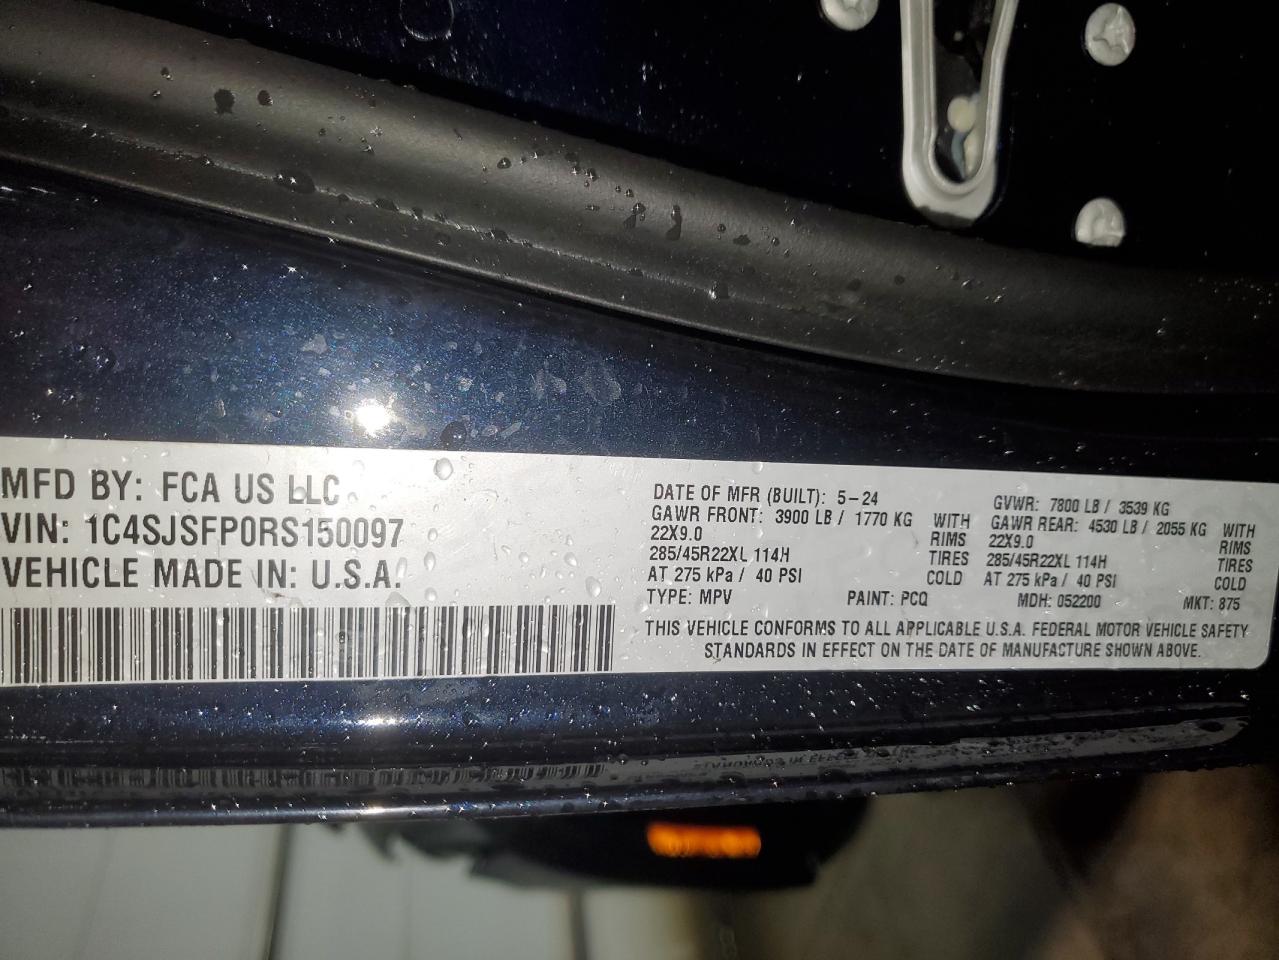 MFD BY: FCA US LLC
VIN: 1C4SJSFP0RS150097
VEHICLE MADE IN: U.S.A.
DATE OF MFR (BUILT): 5-24
GVWR: 7800 LB / 3539 KG
GAWR FRONT: 3900 LB / 1770 KG WITH
22X9.0 RIMS
285/45R22XL 114H TIRES
AT 275 kPa / 40 PSI COLD
GAWR REAR: 4530 LB / 2055 KG WITH
22X9.0 RIMS
285/45R22XL 114H TIRES
AT 275 kPa / 40 PSI COLD
TYPE: MPV PAINT: PCQ MDH: 052200 MKT: 875
THIS VEHICLE CONFORMS TO ALL APPLICABLE U.S.A. FEDERAL MOTOR VEHICLE SAFETY
STANDARDS IN EFFECT ON THE DATE OF MANUFACTURE SHOWN ABOVE.